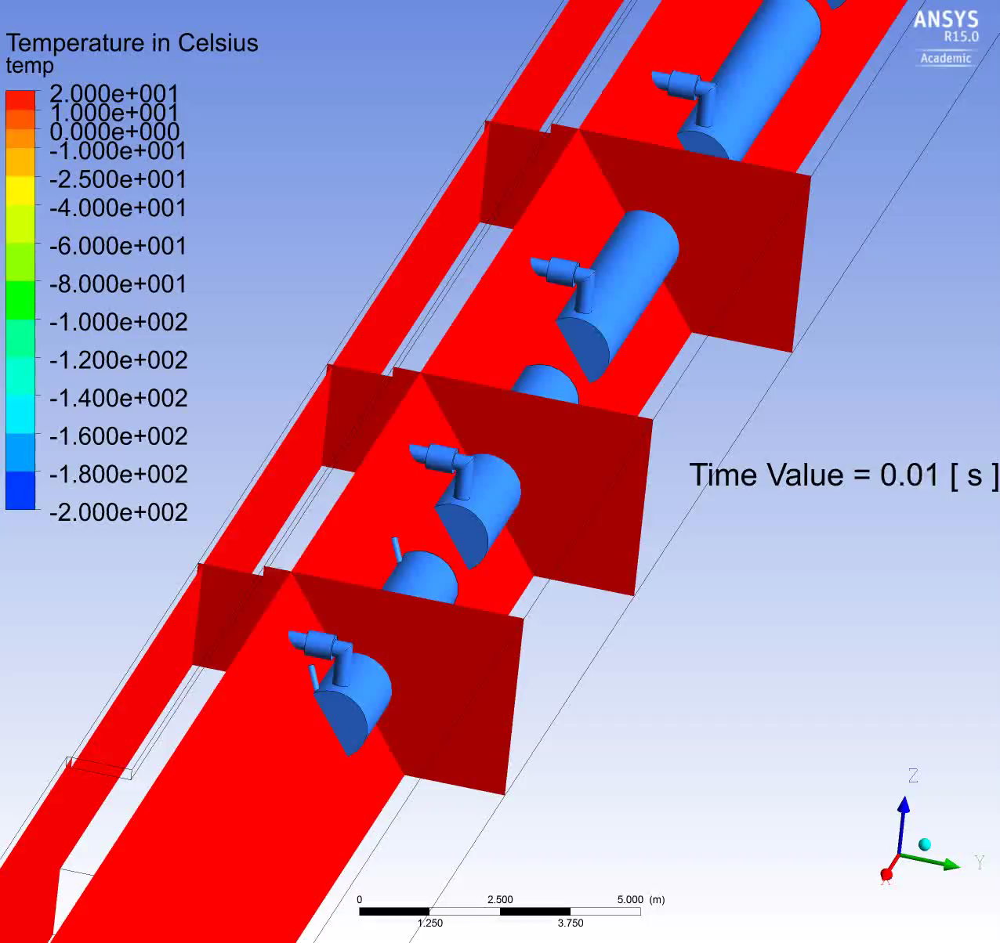 Temperature in Celsius
temp
2.000e+001
1.000e+001
0.000e+000
-1.000e+001
-2.500e+001
-4.000e+001
-6.000e+001
-8.000e+001
-1.000e+002
-1.200e+002
-1.400e+002
-1.600e+002
-1.800e+002
-2.000e+002
ANSYS
R15.0
Academic
Time Value = 0.01 [ s ]
Z
Y
X
0 2.500 5.000 (m)
1.250 3.750